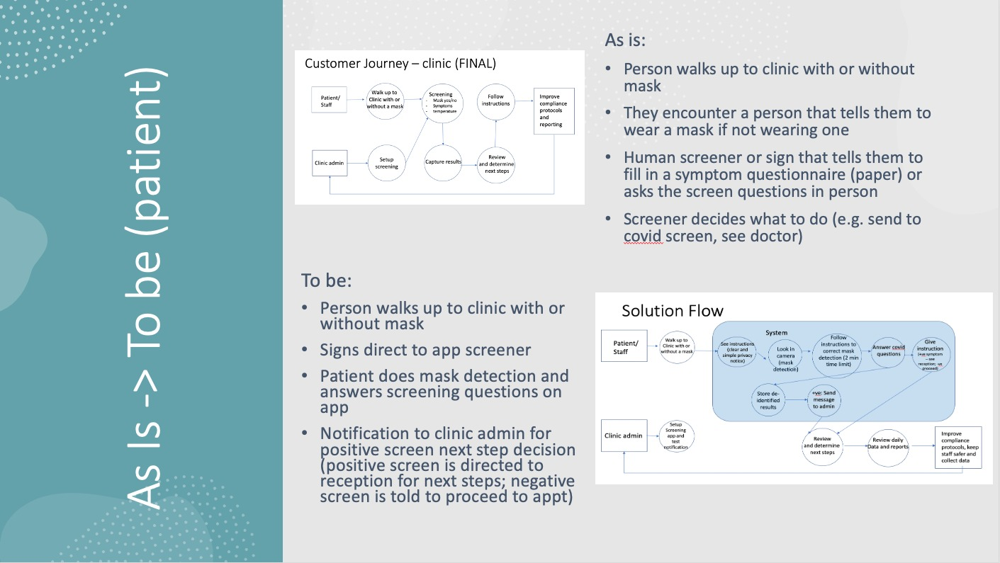 As Is -> To be (patient)
Customer Journey – clinic (FINAL)
Patient/
Staff
Walk up to
Clinic with or
without a mask
Screening
- Mask yes/no
- Symptoms
- temperature
Follow
instructions
Improve
compliance
protocols
and
reporting
Clinic admin
Setup
screening
Capture results
Review
and determine
next steps
As is:
• Person walks up to clinic with or without
mask
• They encounter a person that tells them to
wear a mask if not wearing one
• Human screener or sign that tells them to
fill in a symptom questionnaire (paper) or
asks the screen questions in person
• Screener decides what to do (e.g. send to
covid screen, see doctor)
To be:
• Person walks up to clinic with or
without mask
• Signs direct to app screener
• Patient does mask detection and
answers screening questions on
app
• Notification to clinic admin for
positive screen next step decision
(positive screen is directed to
reception for next steps; negative
screen is told to proceed to appt)
Solution Flow
System
Patient/
Staff
Walk up to
Clinic with or
without a mask
See instructions
(clear and
simple privacy
notice)
Look in
camera
(mask
detection)
Follow
instructions to
correct mask
detection (2 min
time limit)
Answer covid
questions
Give
instruction
(+ve symptom
– see
reception; -ve
proceed)
Store de-
identified
results
+ve: Send
message
to admin
Clinic admin
Setup
Screening
app and
test
notification
Review
and determine
next steps
Review daily
Data and reports
Improve
compliance
protocols, keep
staff safer and
collect data